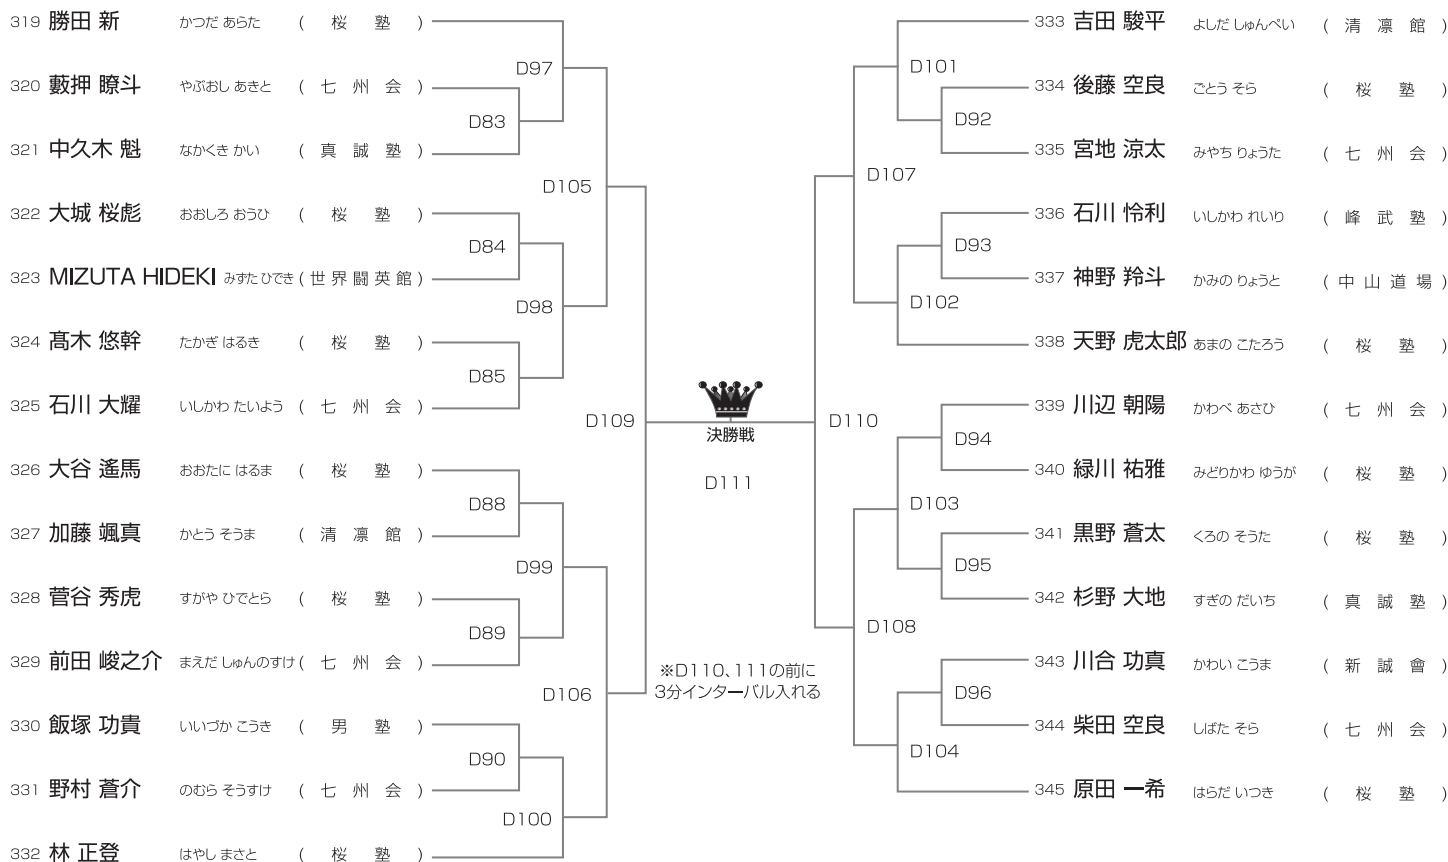 319 勝田 新 かつだ あらた ( 桜 塾 )
D97
320 藪押 瞭斗 やぶおし あきと ( 七 州 会 )
D83
321 中久木 魁 なかくき かい ( 真 誠 塾 )
D105
322 大城 桜彪 おおしろ おうひ ( 桜 塾 )
D84
323 MIZUTA HIDEKI みずた ひでき ( 世 界 闘 英 館 )
D98
324 髙木 悠幹 たかぎ はるき ( 桜 塾 )
D85
325 石川 大耀 いしかわ たいよう ( 七 州 会 )
D109
326 大谷 遙馬 おおたに はるま ( 桜 塾 )
D88
327 加藤 颯真 かとう そうま ( 清 凛 館 )
D99
328 菅谷 秀虎 すがや ひでとら ( 桜 塾 )
D89
329 前田 峻之介 まえだ しゅんのすけ ( 七 州 会 )
D106
330 飯塚 功貴 いいづか こうき ( 男 塾 )
D90
331 野村 蒼介 のむら そうすけ ( 七 州 会 )
D100
332 林 正登 はやし まさと ( 桜 塾 )
決勝戦
D111
※D110、111の前に
3分インターバル入れる
333 吉田 駿平 よしだ しゅんぺい ( 清 凛 館 )
D101
334 後藤 空良 ごとう そら ( 桜 塾 )
D92
335 宮地 涼太 みやち りょうた ( 七 州 会 )
D107
336 石川 怜利 いしかわ れいり ( 峰 武 塾 )
D93
337 神野 羚斗 かみの りょうと ( 中 山 道 場 )
D102
338 天野 虎太郎 あまの こたろう ( 桜 塾 )
D110
339 川辺 朝陽 かわべ あさひ ( 七 州 会 )
D94
340 緑川 祐雅 みどりかわ ゆうが ( 桜 塾 )
D103
341 黒野 蒼太 くろの そうた ( 桜 塾 )
D95
342 杉野 大地 すぎの だいち ( 真 誠 塾 )
D108
343 川合 功真 かわい こうま ( 新 誠 會 )
D96
344 柴田 空良 しばた そら ( 七 州 会 )
D104
345 原田 一希 はらだ いつき ( 桜 塾 )